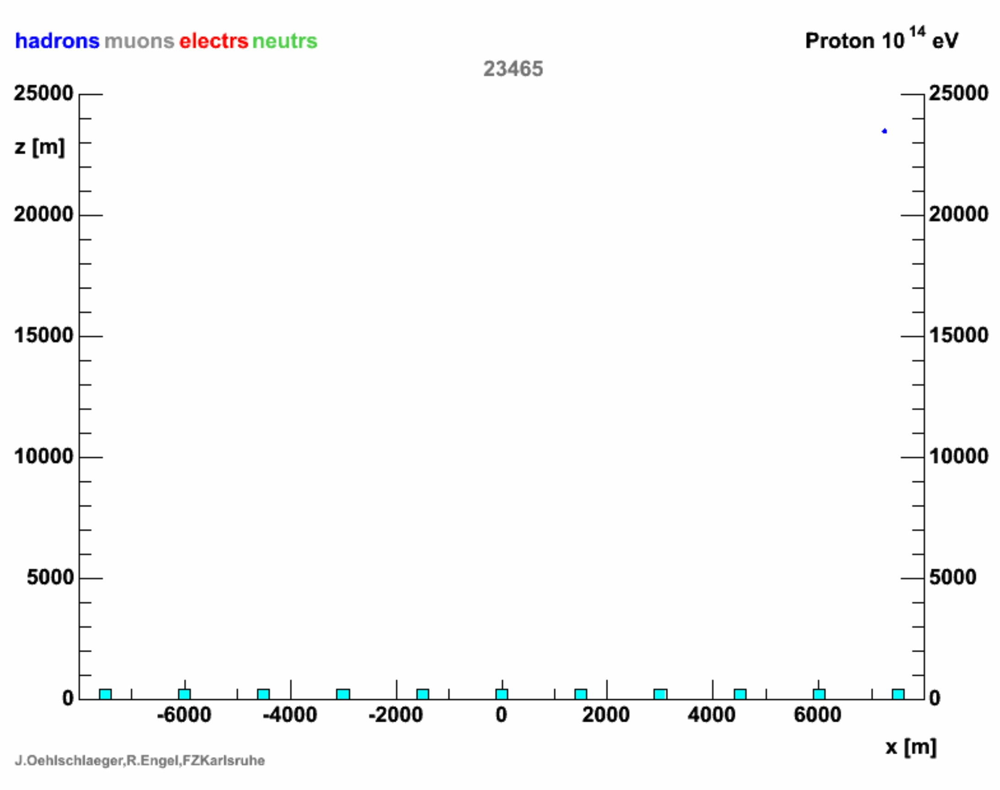 hadrons muons electrs neutrs
Proton 10 14 eV
23465
25000 25000
z [m]
20000 20000
15000 15000
10000 10000
5000 5000
0 0
-6000 -4000 -2000 0 2000 4000 6000
x [m]
J.Oehlschlaeger,R.Engel,FZKarlsruhe